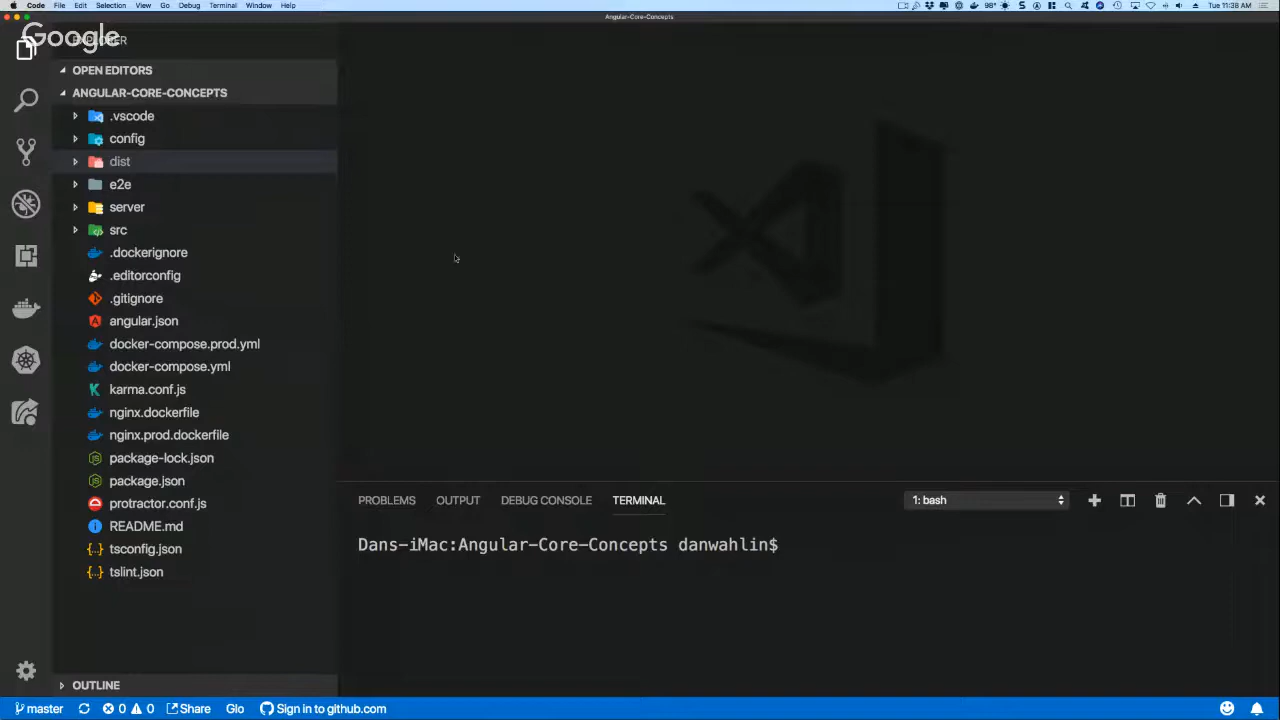 Code File Edit Selection View Go Debug Terminal Window Help
98° Tue 11:38 AM
Angular-Core-Concepts
Google
EXPLORER
OPEN EDITORS
ANGULAR-CORE-CONCEPTS
.vscode
config
dist
e2e
server
src
.dockerignore
.editorconfig
.gitignore
angular.json
docker-compose.prod.yml
docker-compose.yml
karma.conf.js
nginx.dockerfile
nginx.prod.dockerfile
package-lock.json
package.json
protractor.conf.js
README.md
tsconfig.json
tslint.json
OUTLINE
PROBLEMS OUTPUT DEBUG CONSOLE TERMINAL 1: bash
Dans-iMac:Angular-Core-Concepts danwahlin$
master 0 0 Share Glo Sign in to github.com